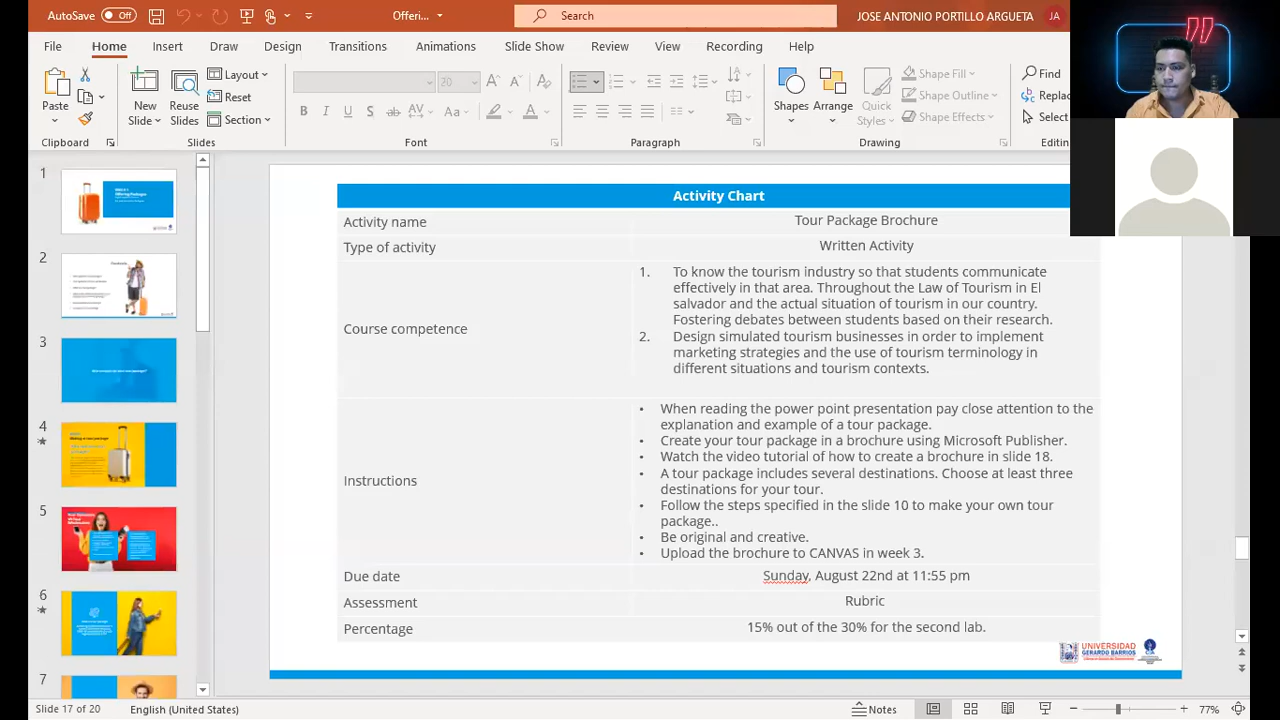 AutoSave Off Offeri... Search JOSE ANTONIO PORTILLO ARGUETA JA
File Home Insert Draw Design Transitions Animations Slide Show Review View Recording Help
Paste
New Slide
Reuse Slides
Layout
Reset
Section
20
B I U S ab Aa A
Shapes
Arrange
Quick Styles
Shape Fill
Shape Outline
Shape Effects
Find
Replac
Select
Clipboard Slides Font Paragraph Drawing Editin
1
2
3
4
5
6
7
Activity Chart
Activity name
Tour Package Brochure
Type of activity
Written Activity
Course competence
1. To know the tourism industry so that students communicate
effectively in that area. Throughout the Law of Tourism in El
salvador and the actual situation of tourism in our country.
Fostering debates between students based on their research.
2. Design simulated tourism businesses in order to implement
marketing strategies and the use of tourism terminology in
different situations and tourism contexts.
Instructions
• When reading the power point presentation pay close attention to the
explanation and example of a tour package.
• Create your tour package in a brochure using Microsoft Publisher.
• Watch the video tutorial of how to create a brochure in slide 18.
• A tour package includes several destinations. Choose at least three
destinations for your tour.
• Follow the steps specified in the slide 10 to make your own tour
package..
• Be original and creative.
• Upload the brochure to CANVAS in week 3.
Due date
Sunday, August 22nd at 11:55 pm
Assessment
Rubric
Percentage
15% out of the 30% for the second lab.
UNIVERSIDAD
GERARDO BARRIOS
Slide 17 of 20 English (United States) Notes 77%